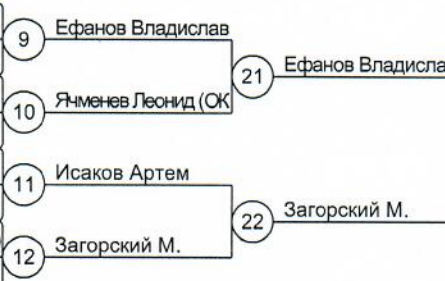 9 Ефанов Владислав
21 Ефанов Владисла
10 Ячменев Леонид (ОК
11 Исаков Артем
22 Загорский М.
12 Загорский М.